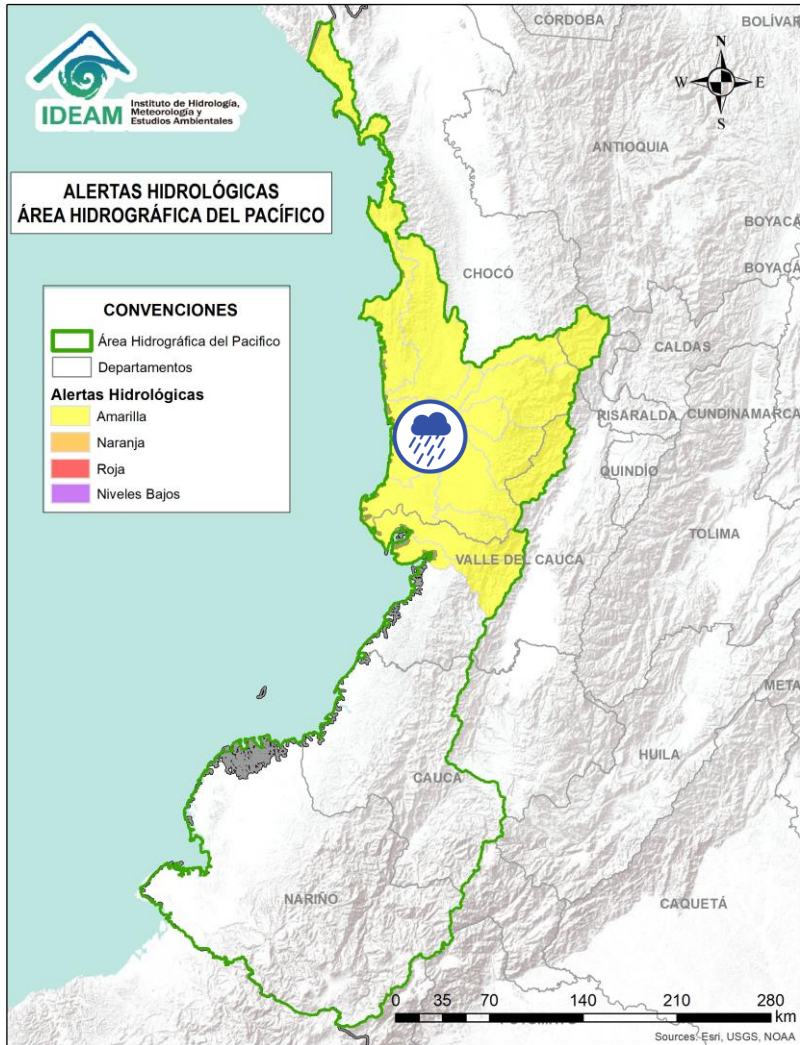 IDEAM
Instituto de Hidrología,
Meteorología y
Estudios Ambientales
ALERTAS HIDROLÓGICAS
ÁREA HIDROGRÁFICA DEL PACÍFICO
CONVENCIONES
Área Hidrográfica del Pacifico
Departamentos
Alertas Hidrológicas
Amarilla
Naranja
Roja
Niveles Bajos
N
W E
S
CÓRDOBA
BOLÍVAR
ANTIOQUIA
BOYACÁ
BOYACÁ
CHOCÓ
CALDAS
RISARALDA
CUNDINAMARCA
QUINDÍO
TOLIMA
VALLE DEL CAUCA
META
HUILA
CAUCA
NARIÑO
CAQUETÁ
0 35 70 140 210 280
km
Sources: Esri, USGS, NOAA